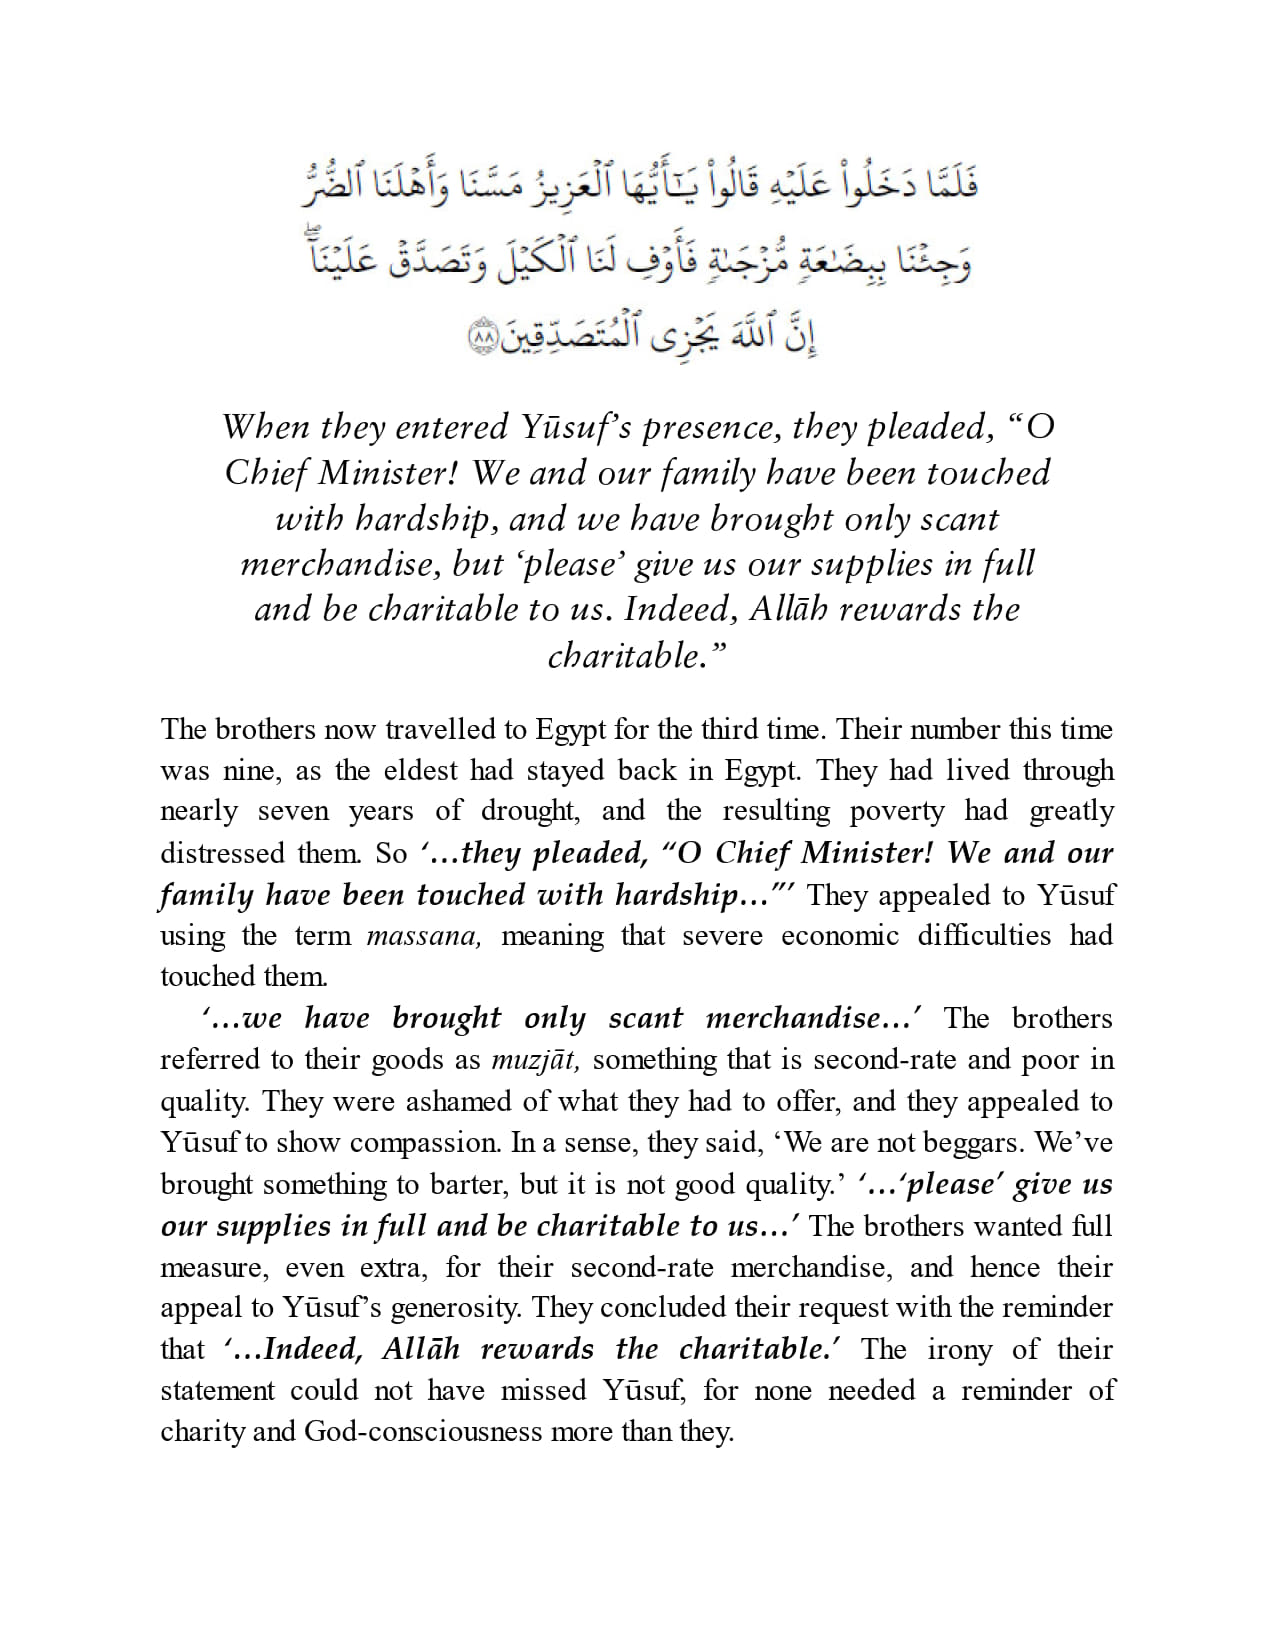 فَلَمَّا دَخَلُوا۟ عَلَيْهِ قَالُوا۟ يَـٰٓأَيُّهَا ٱلْعَزِيزُ مَسَّنَا وَأَهْلَنَا ٱلضُّرُّ
وَجِئْنَا بِبِضَـٰعَةٍ مُّزْجَىٰةٍ فَأَوْفِ لَنَا ٱلْكَيْلَ وَتَصَدَّقْ عَلَيْنَآ ۖ
إِنَّ ٱللَّهَ يَجْزِى ٱلْمُتَصَدِّقِينَ ٨٨
When they entered Yūsuf’s presence, they pleaded, “O
Chief Minister! We and our family have been touched
with hardship, and we have brought only scant
merchandise, but ‘please’ give us our supplies in full
and be charitable to us. Indeed, Allāh rewards the
charitable.”
The brothers now travelled to Egypt for the third time. Their number this time
was nine, as the eldest had stayed back in Egypt. They had lived through
nearly seven years of drought, and the resulting poverty had greatly
distressed them. So ‘…they pleaded, “O Chief Minister! We and our
family have been touched with hardship…”’ They appealed to Yūsuf
using the term massana, meaning that severe economic difficulties had
touched them.
‘…we have brought only scant merchandise…’ The brothers
referred to their goods as muzjāt, something that is second-rate and poor in
quality. They were ashamed of what they had to offer, and they appealed to
Yūsuf to show compassion. In a sense, they said, ‘We are not beggars. We’ve
brought something to barter, but it is not good quality.’ ‘…‘please’ give us
our supplies in full and be charitable to us…’ The brothers wanted full
measure, even extra, for their second-rate merchandise, and hence their
appeal to Yūsuf’s generosity. They concluded their request with the reminder
that ‘…Indeed, Allāh rewards the charitable.’ The irony of their
statement could not have missed Yūsuf, for none needed a reminder of
charity and God-consciousness more than they.